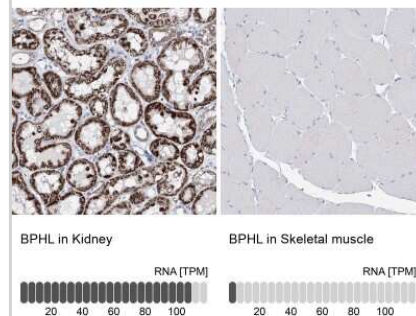 BPHL in Kidney
BPHL in Skeletal muscle
RNA [TPM]
RNA [TPM]
20 40 60 80 100
20 40 60 80 100